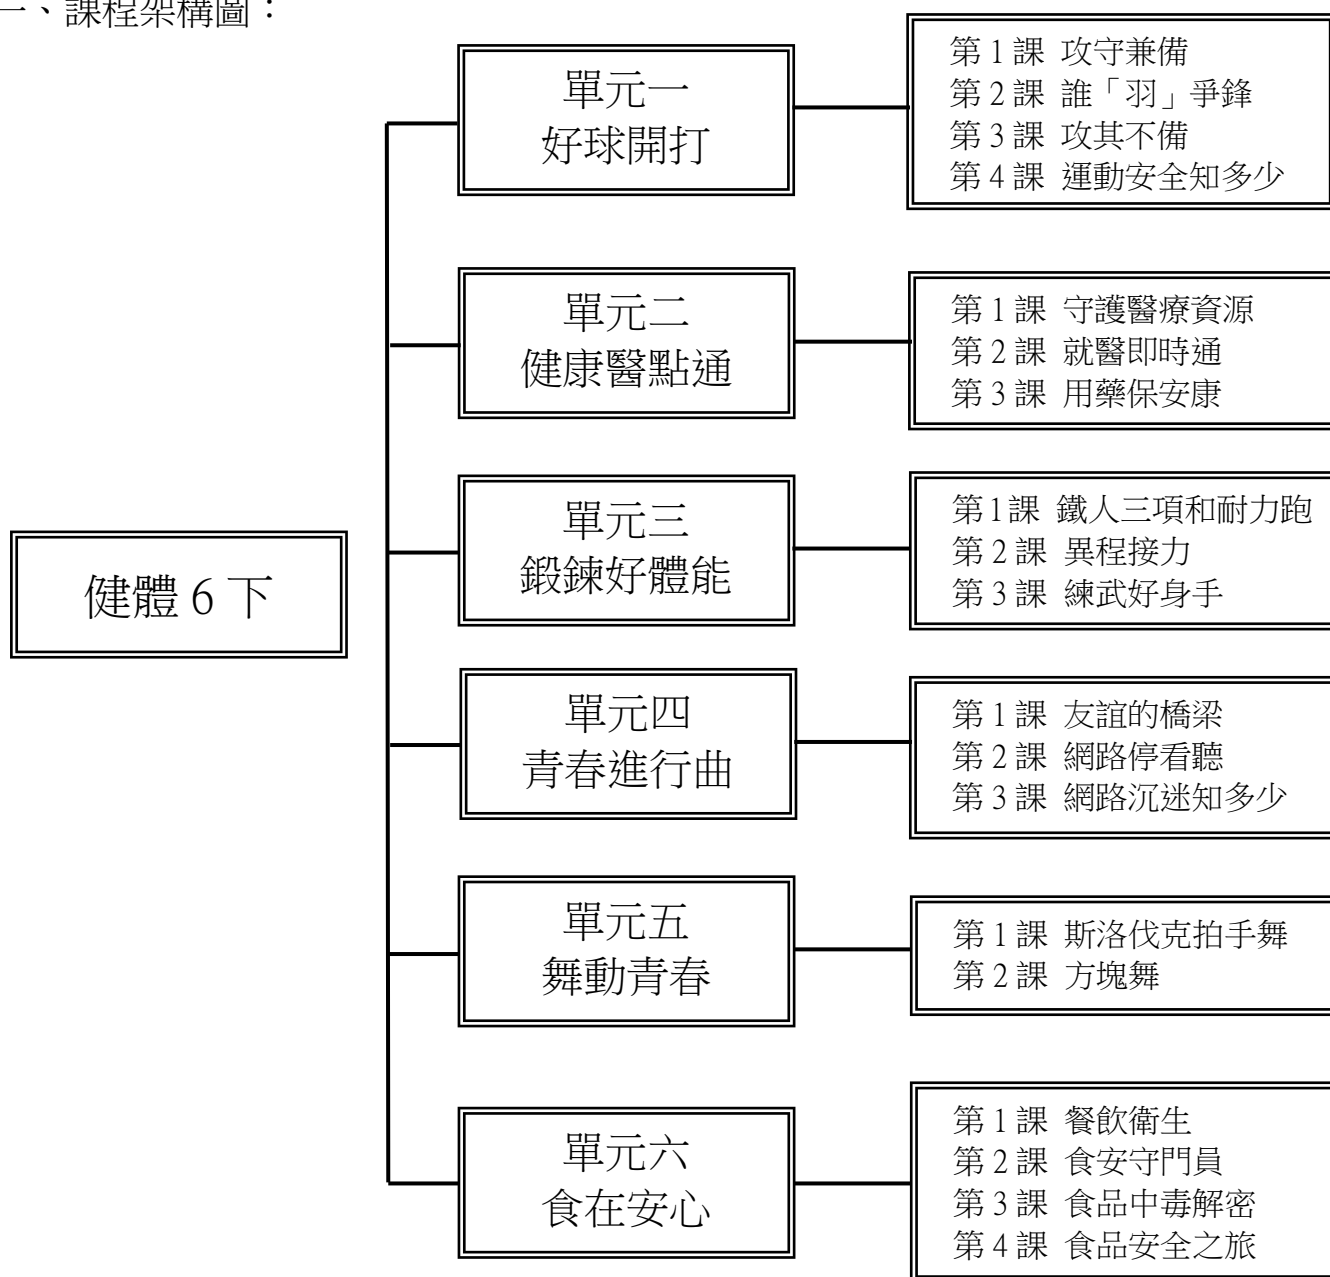 一、課程架構圖：
單元一
好球開打
第 1 課 攻守兼備
第 2 課 誰「羽」爭鋒
第 3 課 攻其不備
第 4 課 運動安全知多少
單元二
健康醫點通
第 1 課 守護醫療資源
第 2 課 就醫即時通
第 3 課 用藥保安康
健體 6 下
單元三
鍛鍊好體能
第 1 課 鐵人三項和耐力跑
第 2 課 異程接力
第 3 課 練武好身手
單元四
青春進行曲
第 1 課 友誼的橋梁
第 2 課 網路停看聽
第 3 課 網路沉迷知多少
單元五
舞動青春
第 1 課 斯洛伐克拍手舞
第 2 課 方塊舞
單元六
食在安心
第 1 課 餐飲衛生
第 2 課 食安守門員
第 3 課 食品中毒解密
第 4 課 食品安全之旅